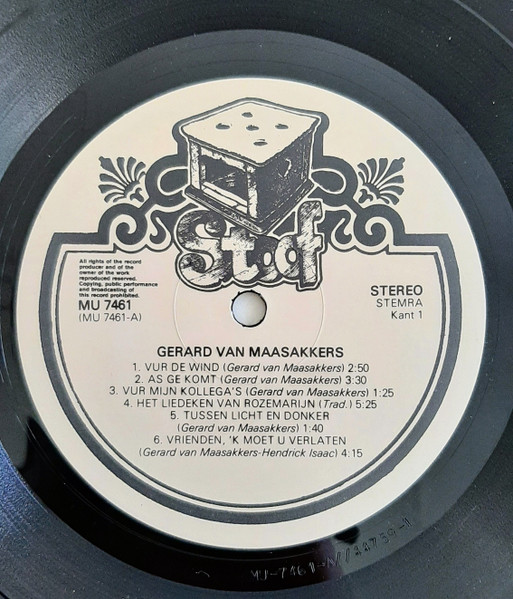 Stoof
All rights of the record
producer and of the
owner of the work
reproduced reserved.
Copying, public performance
and broadcasting of
this record prohibited.
MU 7461
(MU 7461-A)
STEREO
STEMRA
Kant 1
GERARD VAN MAASAKKERS
1. VUR DE WIND (Gerard van Maasakkers) 2:50
2. AS GE KOMT (Gerard van Maasakkers) 3:30
3. VUR MIJN KOLLEGA'S (Gerard van Maasakkers) 1:25
4. HET LIEDEKEN VAN ROZEMARIJN (Trad.) 5:25
5. TUSSEN LICHT EN DONKER
(Gerard van Maasakkers) 1:40
6. VRIENDEN, 'K MOET U VERLATEN
(Gerard van Maasakkers-Hendrick Isaac) 4:15